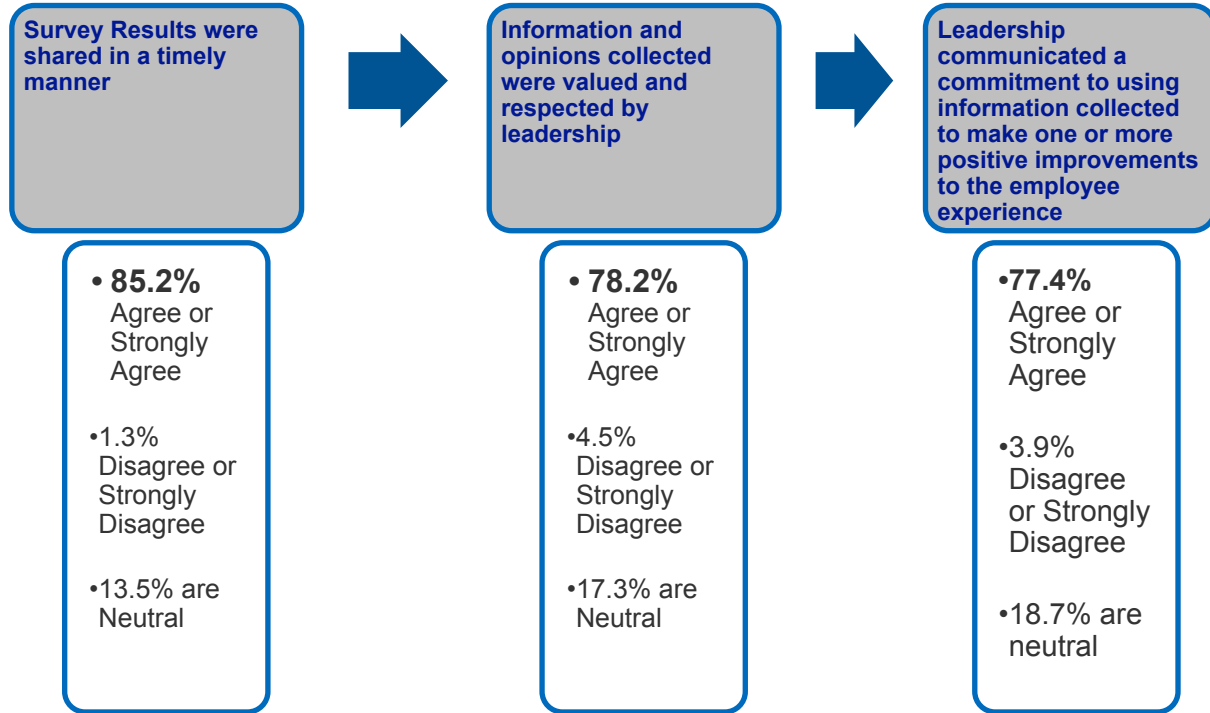 Survey Results were
shared in a timely
manner
• 85.2%
Agree or
Strongly
Agree
•1.3%
Disagree or
Strongly
Disagree
•13.5% are
Neutral
Information and
opinions collected
were valued and
respected by
leadership
• 78.2%
Agree or
Strongly
Agree
•4.5%
Disagree or
Strongly
Disagree
•17.3% are
Neutral
Leadership
communicated a
commitment to using
information collected
to make one or more
positive improvements
to the employee
experience
•77.4%
Agree or
Strongly
Agree
•3.9%
Disagree
or Strongly
Disagree
•18.7% are
neutral